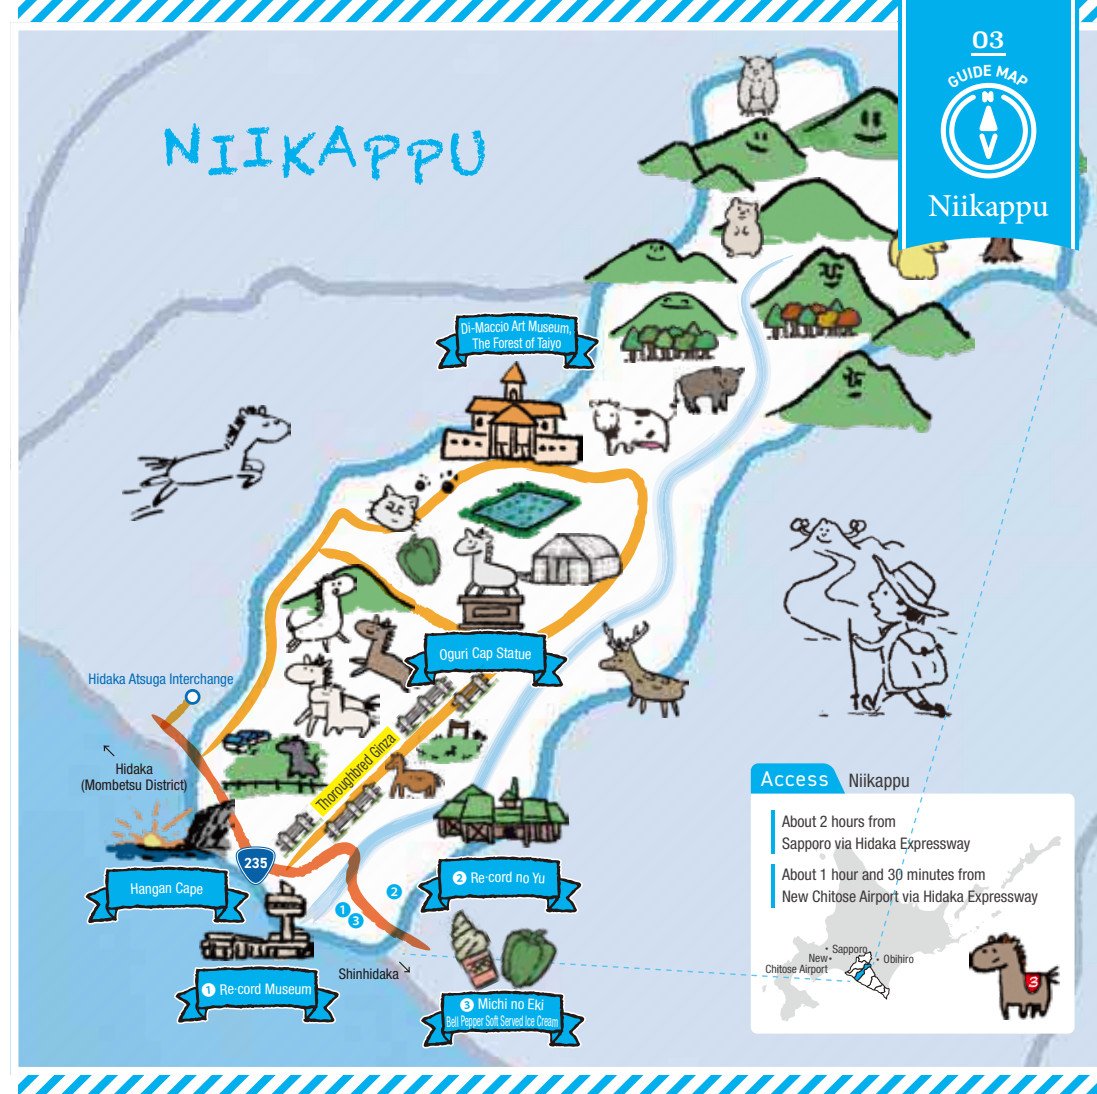 03
GUIDE MAP
N
Niikappu
NIIKAPPU
Di-Maccio Art Museum,
The Forest of Taiyo
Oguri Cap Statue
Hidaka Atsuga Interchange
Hidaka
(Mombetsu District)
Thoroughbred Ginza
235
Hangan Cape
2 Re·cord no Yu
2
1
3
1 Re·cord Museum
Shinhidaka
3 Michi no Eki
Bell Pepper Soft Served Ice Cream
Access Niikappu
About 2 hours from
Sapporo via Hidaka Expressway
About 1 hour and 30 minutes from
New Chitose Airport via Hidaka Expressway
Sapporo
New
Chitose Airport
Obihiro
3